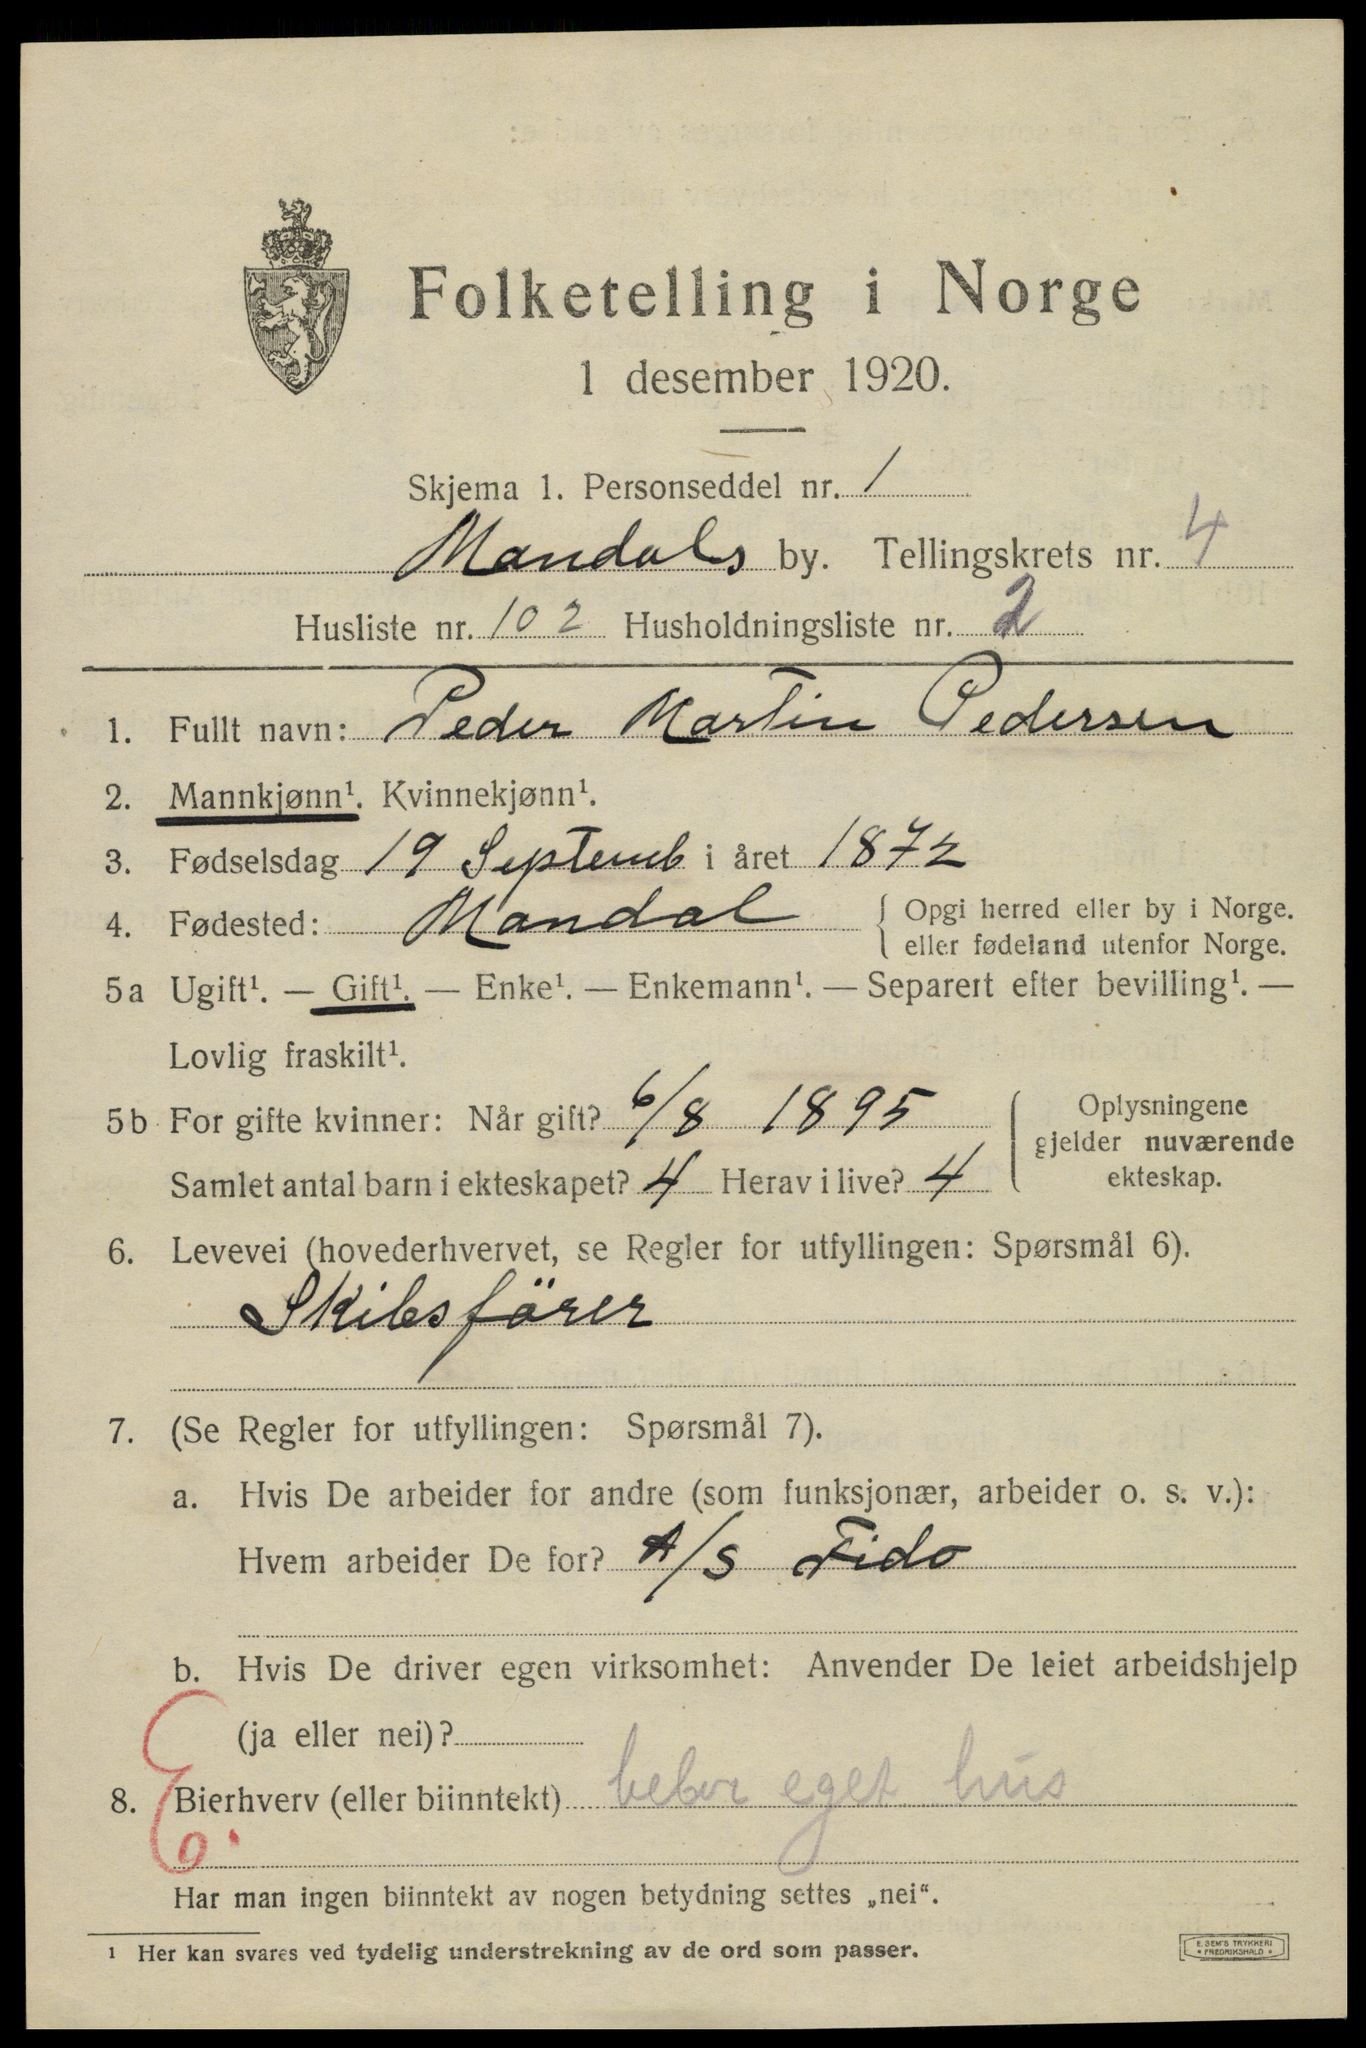 Folketelling i Norge
1 desember 1920.
Skjema 1. Personseddel nr. 1
Mandals by. Tellingskrets nr. 4
Husliste nr. 102 Husholdningsliste nr. 2
1. Fullt navn: Peder Martin Pedersen
2. Mannkjønn¹. Kvinnekjønn¹.
3. Fødselsdag 19 Septemb i året 1872
4. Fødested: Mandal { Opgi herred eller by i Norge.
eller fødeland utenfor Norge.
5a Ugift¹. — Gift¹. — Enke¹. — Enkemann¹. — Separert efter bevilling¹. —
Lovlig fraskilt¹.
5b For gifte kvinner: Når gift? 6/8 1895
Samlet antal barn i ekteskapet? 4 Herav i live? 4
Oplysningene
gjelder nuværende
ekteskap.
6. Levevei (hovederhvervet, se Regler for utfyllingen: Spørsmål 6).
Skibsförer
7. (Se Regler for utfyllingen: Spørsmål 7).
a. Hvis De arbeider for andre (som funksjonær, arbeider o. s. v.):
Hvem arbeider De for? A/S Fido
b. Hvis De driver egen virksomhet: Anvender De leiet arbeidshjelp
(ja eller nei)?
8. Bierhverv (eller biinntekt) bebor eget hus
Har man ingen biinntekt av nogen betydning settes „nei“.
1 Her kan svares ved tydelig understrekning av de ord som passer.
E. SEM'S TRYKKERI
• FREDRIKSHALD •